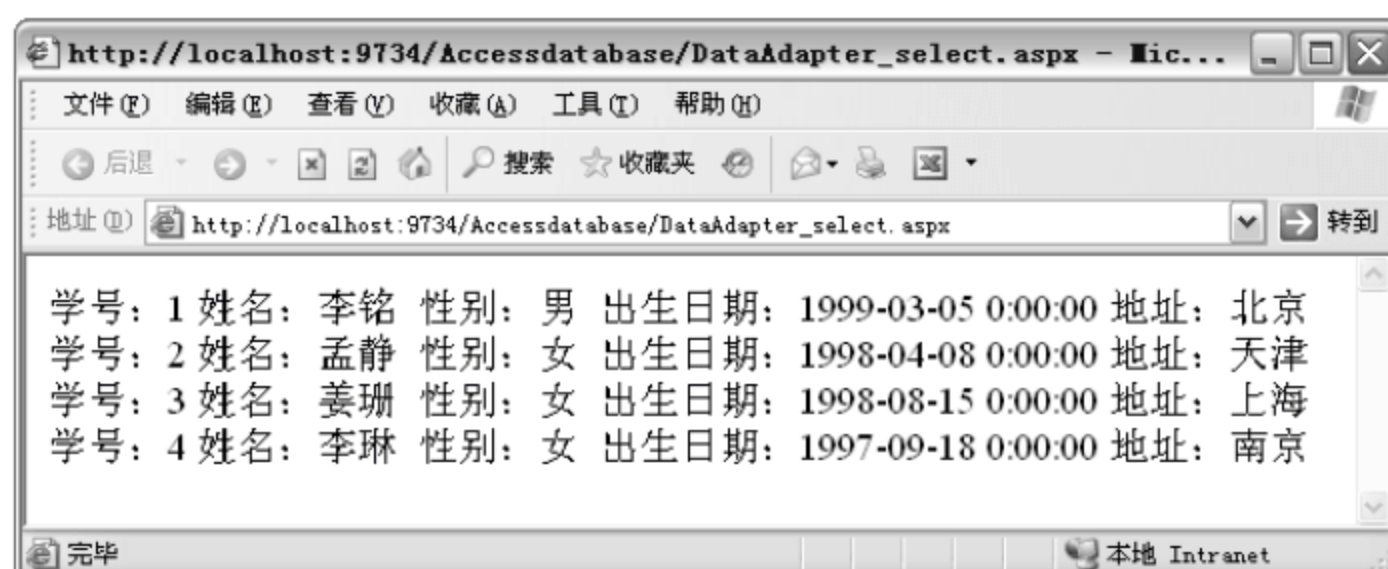 http://localhost:9734/Accessdatabase/DataAdapter_select.aspx - Mic...
文件(F) 编辑(E) 查看(V) 收藏(A) 工具(T) 帮助(H)
后退 搜索 收藏夹
地址(D) http://localhost:9734/Accessdatabase/DataAdapter_select.aspx 转到
学号：1 姓名：李铭 性别：男 出生日期：1999-03-05 0:00:00 地址：北京
学号：2 姓名：孟静 性别：女 出生日期：1998-04-08 0:00:00 地址：天津
学号：3 姓名：姜珊 性别：女 出生日期：1998-08-15 0:00:00 地址：上海
学号：4 姓名：李琳 性别：女 出生日期：1997-09-18 0:00:00 地址：南京
完毕 本地 Intranet